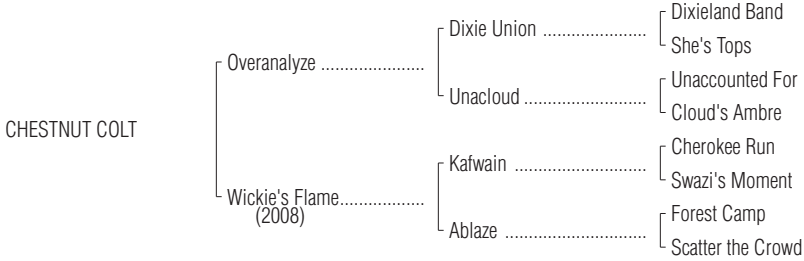 Dixieland Band
Dixie Union ......................
She's Tops
Overanalyze ......................
Unaccounted For
Unacloud ..........................
Cloud's Ambre
CHESTNUT COLT
Cherokee Run
Kafwain ............................
Swazi's Moment
Wickie's Flame..................
(2008)
Forest Camp
Ablaze ..............................
Scatter the Crowd